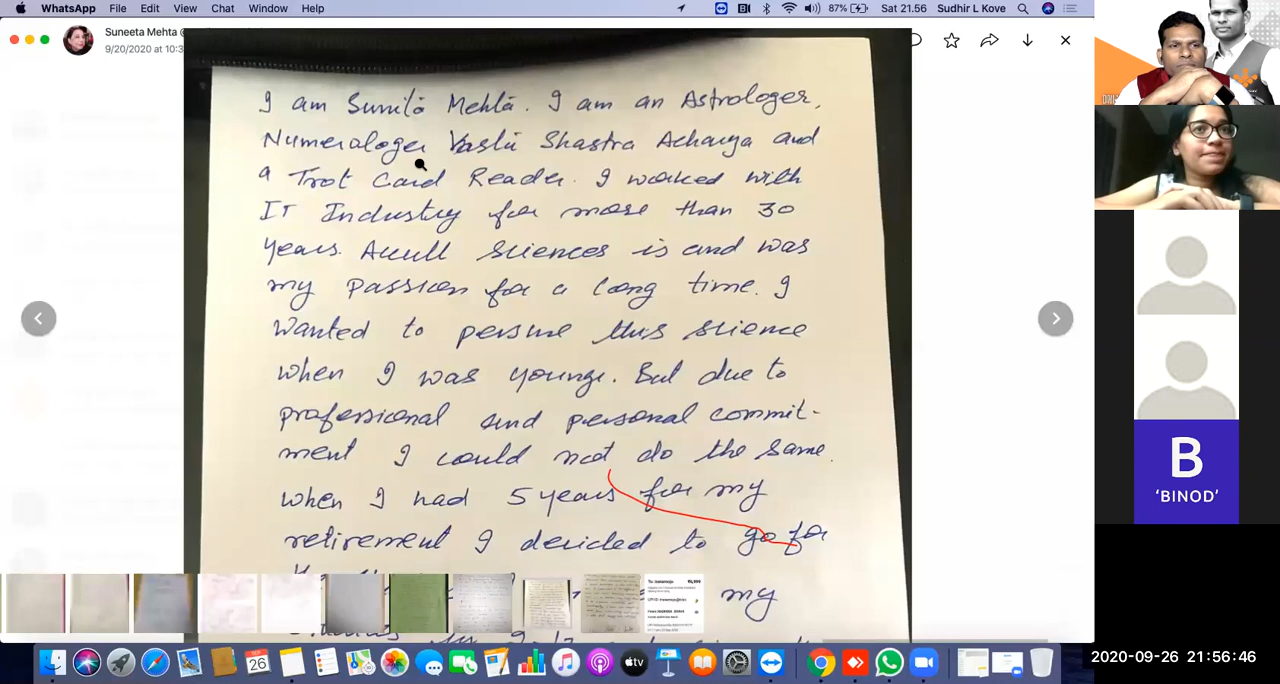 WhatsApp File Edit View Chat Window Help 87% Sat 21.56 Sudhir L Kove
Suneeta Mehta
9/20/2020 at 10:3
I am Sunita Mehta. I am an Astrologer,
Numerologer Vastu Shastra Acharya and
a Trot Card Reader. I worked with
IT Industry for more than 30
years. Accult sciences is and was
my passion for a long time. I
wanted to persue this science
when I was younge. But due to
professional and personal commit-
ment I could not do the same.
when I had 5 years for my
retirement I decided to go for
my
B
'BINOD'
SEP
26
tv
2020-09-26 21:56:46